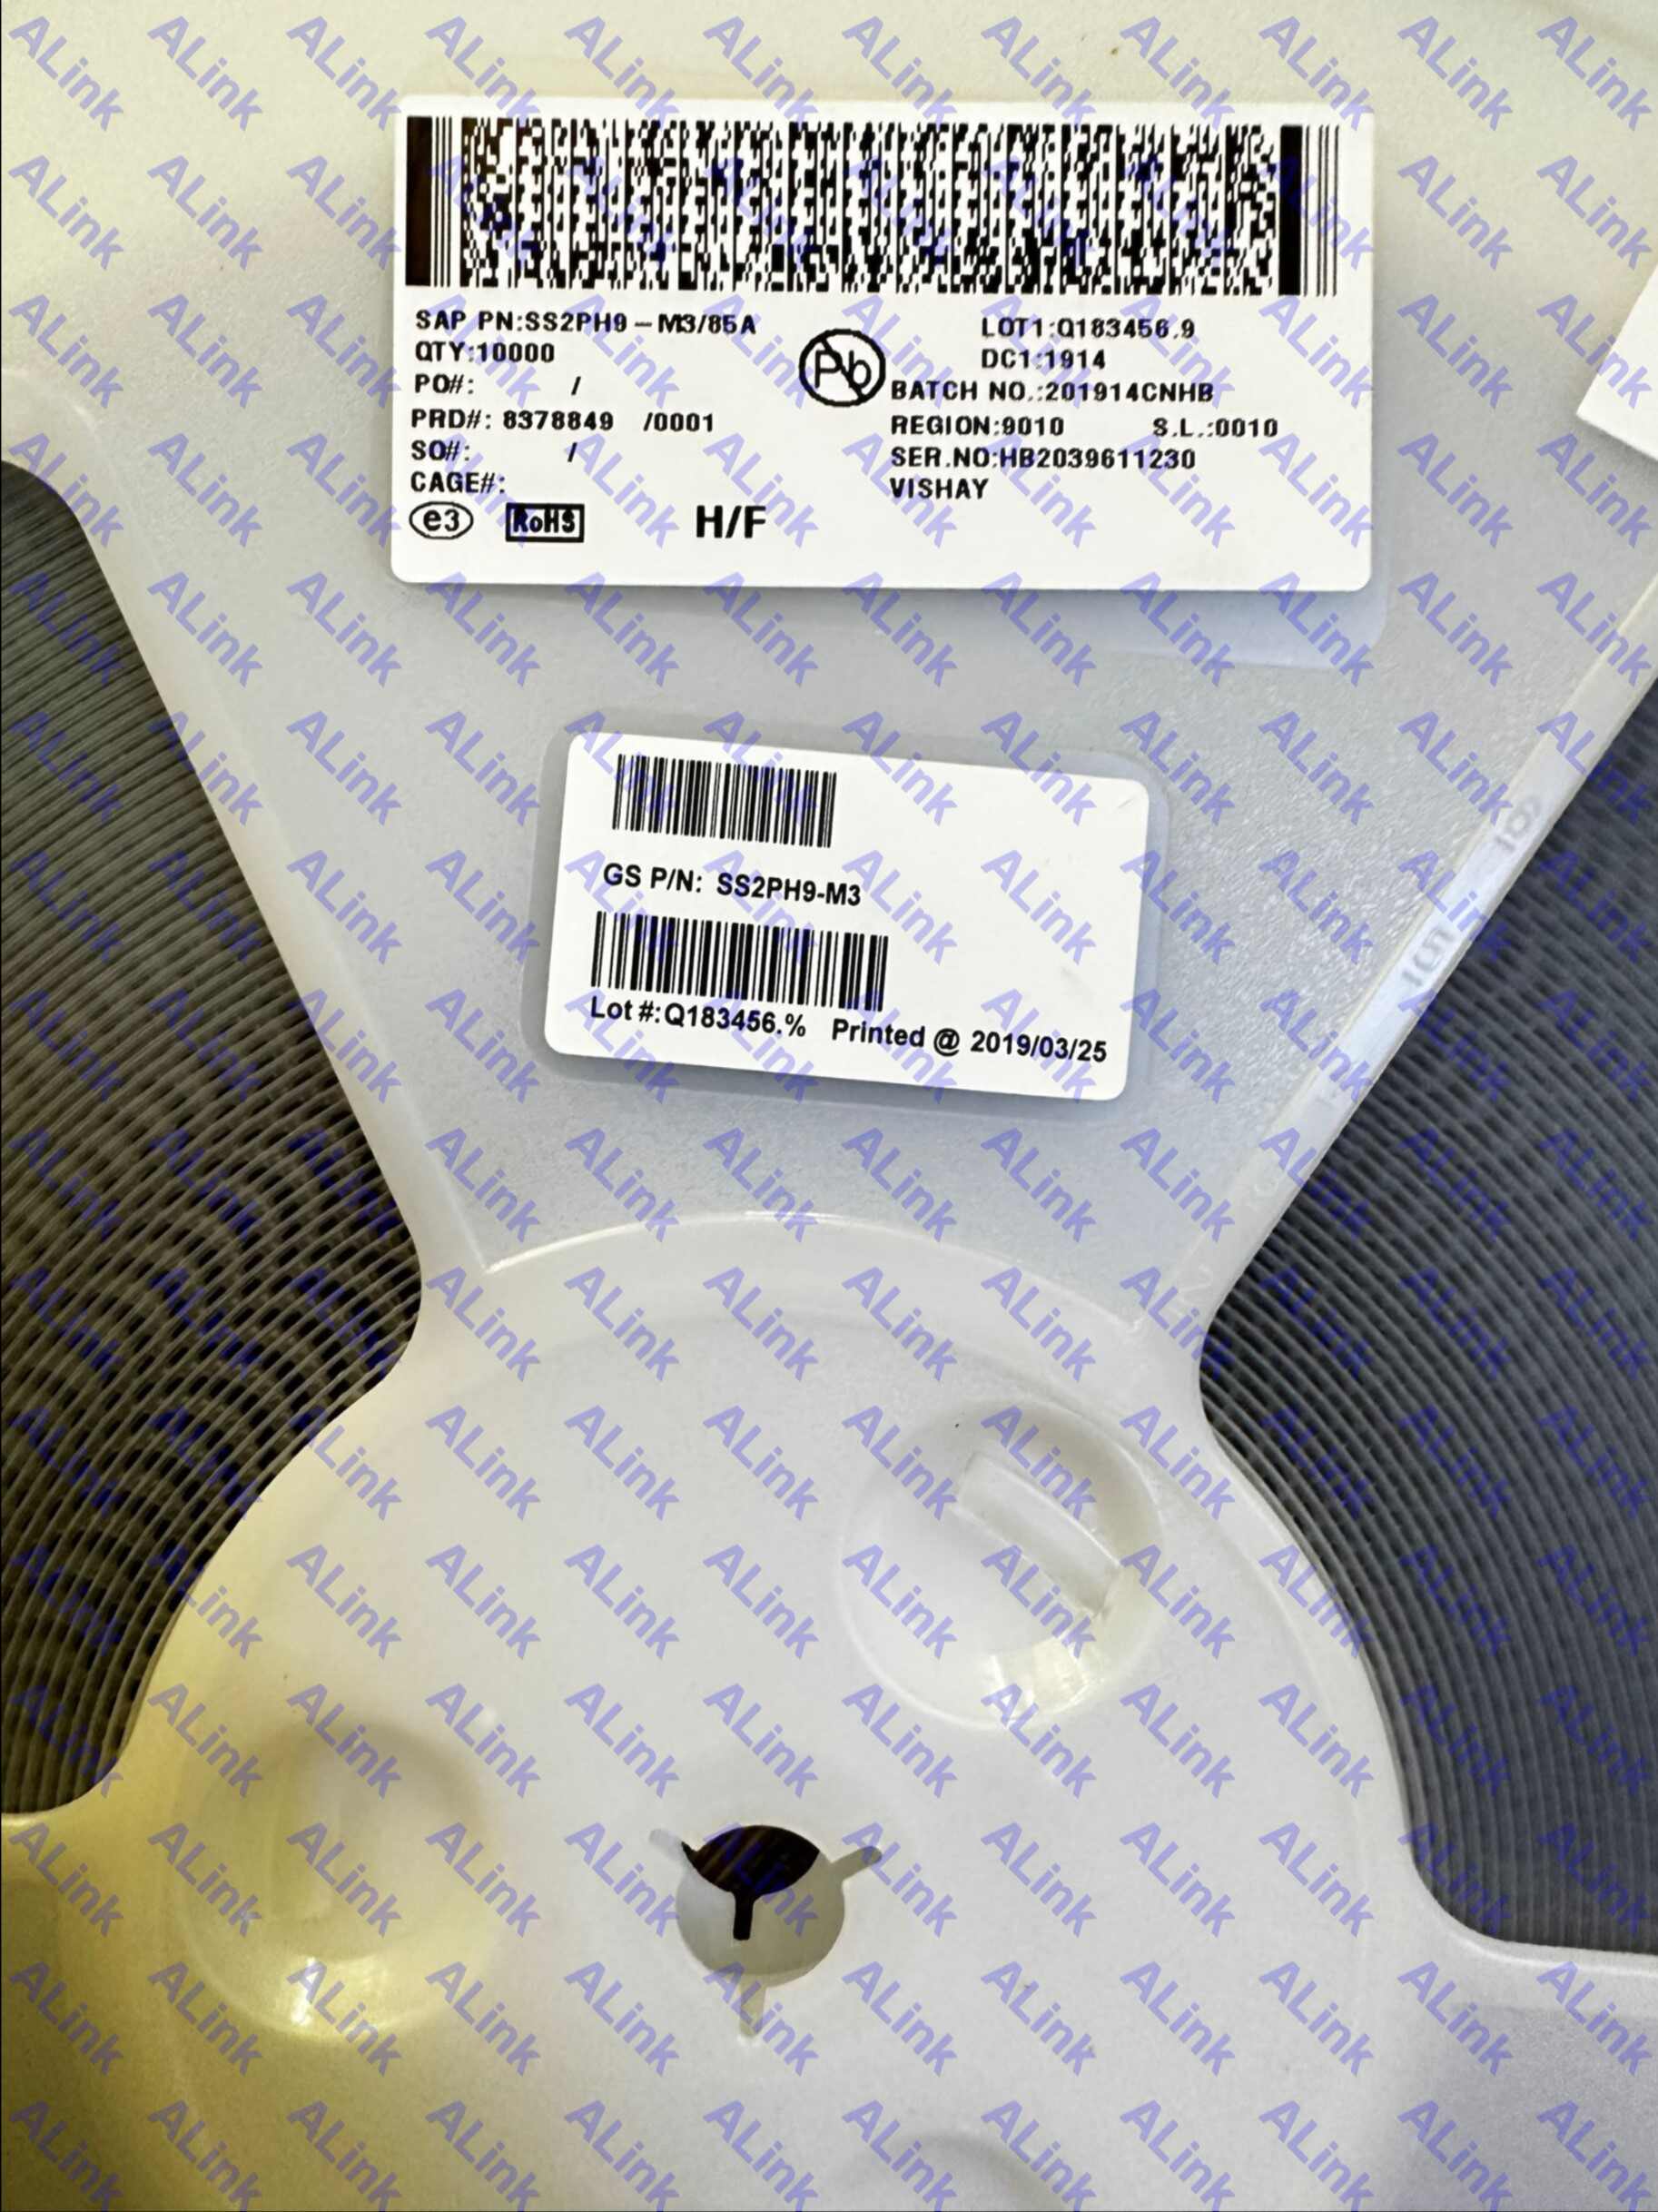 SAP PN:SS2PH9-M3/85A
QTY:10000
PO#: /
PRD#: 8378849 /0001
SO#: /
CAGE#:
e3 RoHS H/F
Pb
LOT1:Q183456.9
DC1:1914
BATCH NO.:201914CNHB
REGION:9010 S.L.:0010
SER.NO:HB2039611230
VISHAY
GS P/N: SS2PH9-M3
Lot #:Q183456.% Printed @ 2019/03/25
ALink